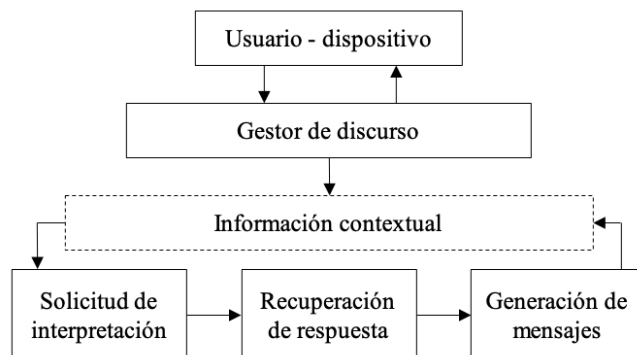 Usuario - dispositivo
Gestor de discurso
Información contextual
Solicitud de
interpretación
Recuperación
de respuesta
Generación de
mensajes